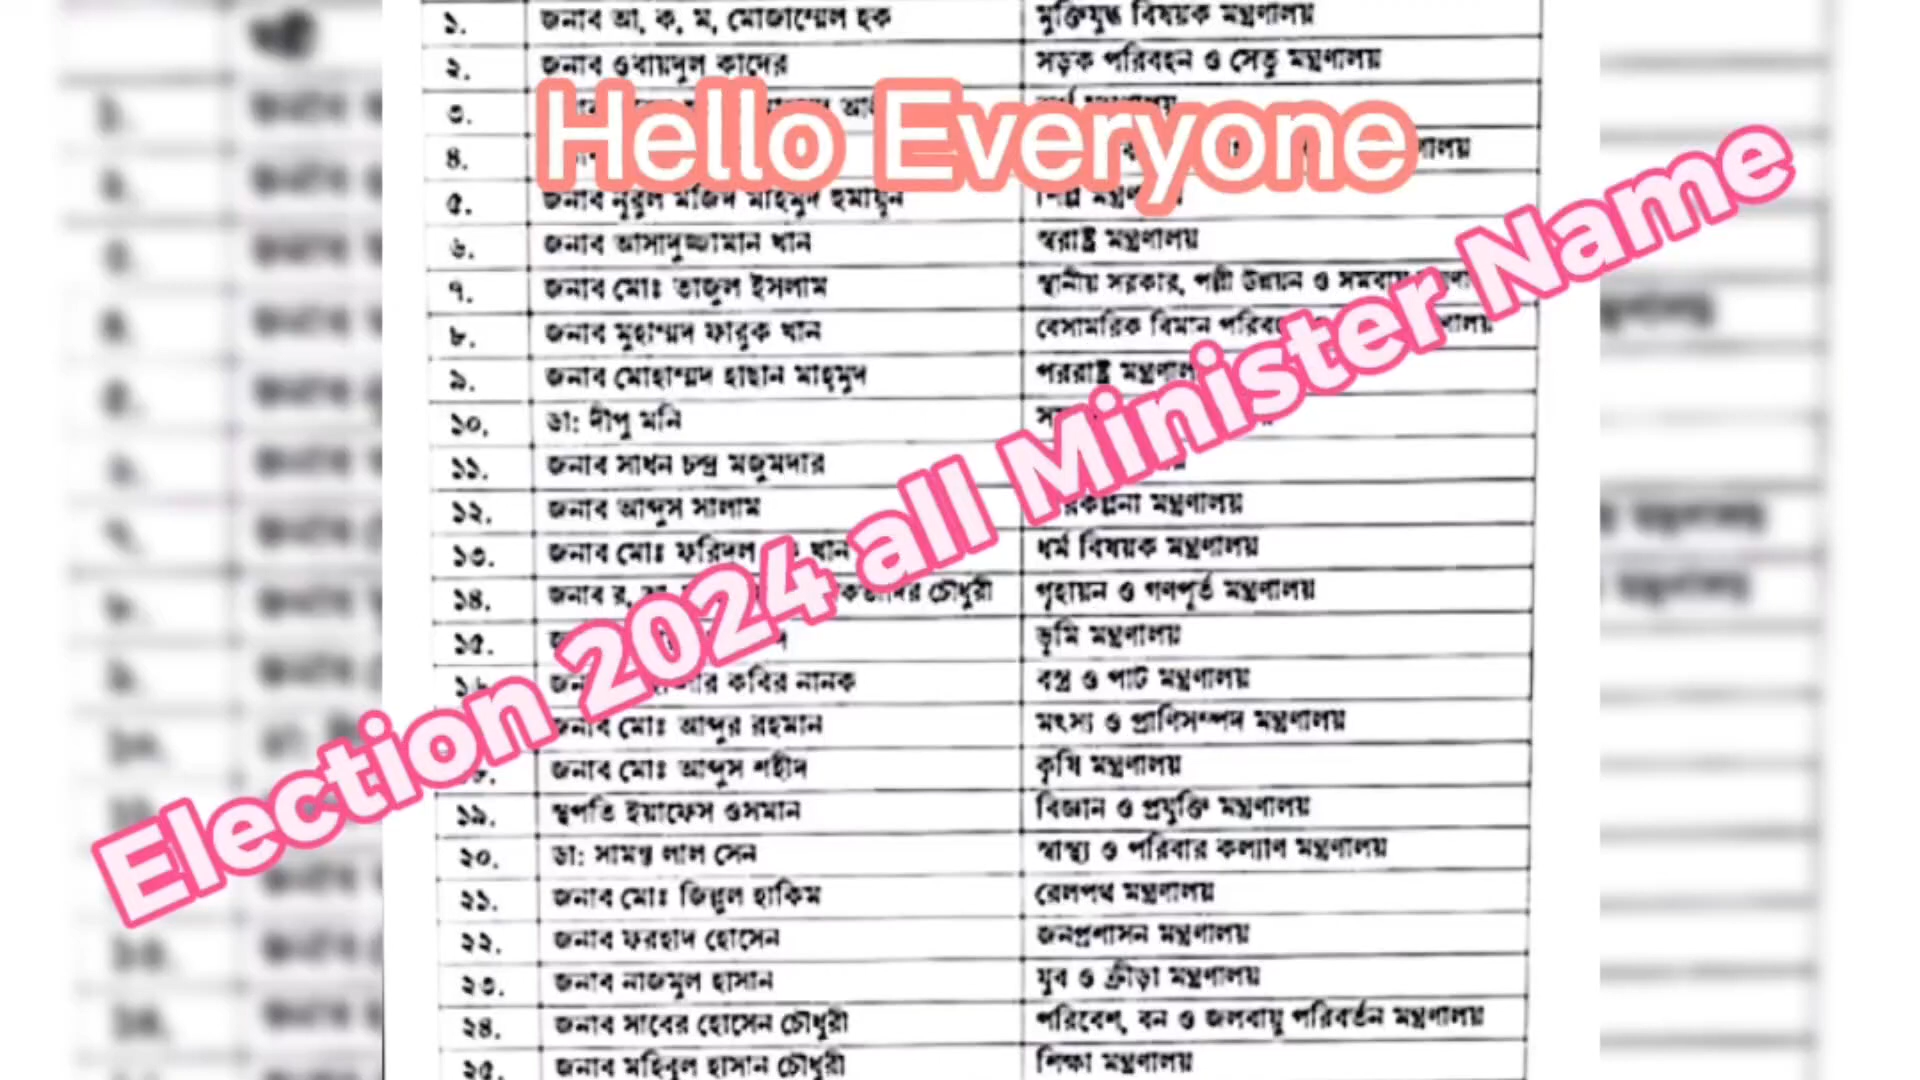 ১. জনাব আ, ক, ম, মোজাম্মেল হক মুক্তিযুদ্ধ বিষয়ক মন্ত্রণালয়
২. জনাব ওবায়দুল কাদের সড়ক পরিবহন ও সেতু মন্ত্রণালয়
৩.
Hello Everyone
৪.
৫. জনাব নূরুল মজিদ মাহমুদ হুমায়ূন শিল্প
৬. জনাব আসাদুজ্জামান খান স্বরাষ্ট্র মন্ত্রণালয়
৭. জনাব মোঃ তাজুল ইসলাম স্থানীয় সরকার, পল্লী উন্নয়ন ও সমবায়
৮. জনাব মুহাম্মদ ফারুক খান বেসামরিক বিমান
৯. জনাব মোহাম্মদ হাছান মাহ্‌মুদ পররাষ্ট্র
১০. ডা: দীপু মনি
১১. জনাব সাধন চন্দ্র মজুমদার
১২. জনাব আব্দুস সালাম মন্ত্রণালয়
১৩. জনাব মোঃ ফরিদুল খান ধর্ম বিষয়ক মন্ত্রণালয়
১৪. জনাব র, চৌধুরী গৃহায়ন ও গণপূর্ত মন্ত্রণালয়
১৫. ভূমি মন্ত্রণালয়
কবির নানক বস্ত্র ও পাট মন্ত্রণালয়
জনাব মোঃ আব্দুর রহমান মৎস্য ও প্রাণিসম্পদ মন্ত্রণালয়
জনাব মোঃ আব্দুস শহীদ কৃষি মন্ত্রণালয়
১৯. স্থপতি ইয়াফেস ওসমান বিজ্ঞান ও প্রযুক্তি মন্ত্রণালয়
২০. ডা: সামন্ত লাল সেন স্বাস্থ্য ও পরিবার কল্যাণ মন্ত্রণালয়
২১. জনাব মোঃ জিল্লুল হাকিম রেলপথ মন্ত্রণালয়
২২. জনাব ফরহাদ হোসেন জনপ্রশাসন মন্ত্রণালয়
২৩. জনাব নাজমুল হাসান যুব ও ক্রীড়া মন্ত্রণালয়
২৪. জনাব সাবের হোসেন চৌধুরী পরিবেশ, বন ও জলবায়ু পরিবর্তন মন্ত্রণালয়
২৫. জনাব মহিবুল হাসান চৌধুরী শিক্ষা মন্ত্রণালয়
Election 2024 all Minister Name